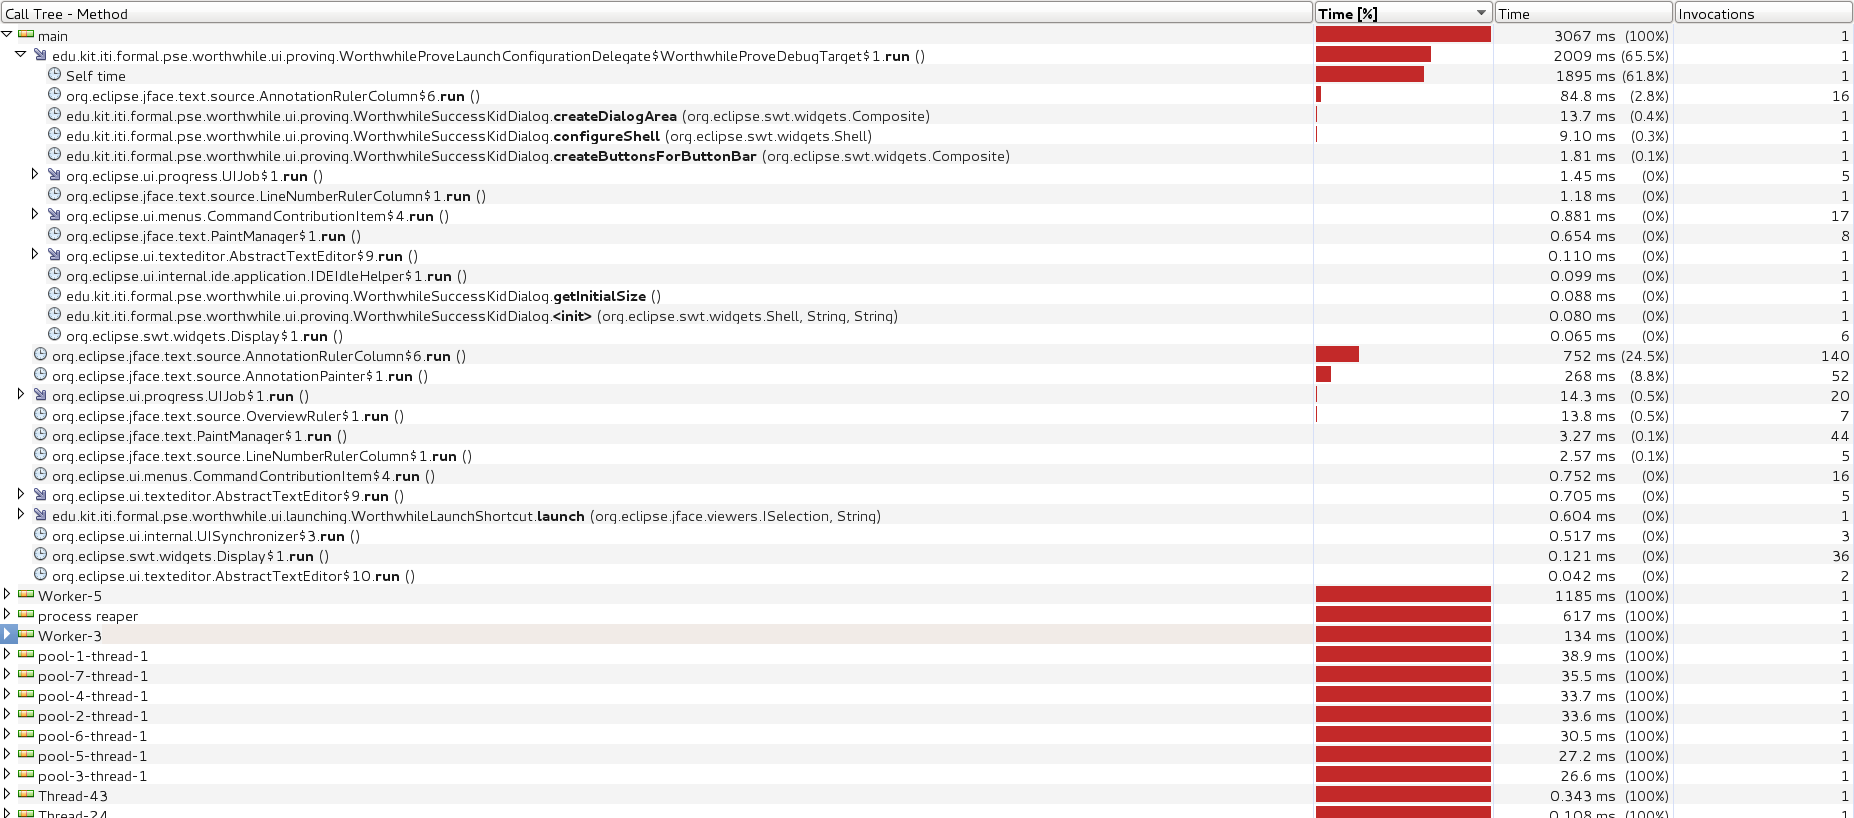 Call Tree - Method Time [%] Time Invocations
main 3067 ms (100%) 1
edu.kit.iti.formal.pse.worthwhile.ui.proving.WorthwhileProveLaunchConfigurationDelegate$WorthwhileProveDebugTarget$1.run () 2009 ms (65.5%) 1
Self time 1895 ms (61.8%) 1
org.eclipse.jface.text.source.AnnotationRulerColumn$6.run () 84.8 ms (2.8%) 16
edu.kit.iti.formal.pse.worthwhile.ui.proving.WorthwhileSuccessKidDialog.createDialogArea (org.eclipse.swt.widgets.Composite) 13.7 ms (0.4%) 1
edu.kit.iti.formal.pse.worthwhile.ui.proving.WorthwhileSuccessKidDialog.configureShell (org.eclipse.swt.widgets.Shell) 9.10 ms (0.3%) 1
edu.kit.iti.formal.pse.worthwhile.ui.proving.WorthwhileSuccessKidDialog.createButtonsForButtonBar (org.eclipse.swt.widgets.Composite) 1.81 ms (0.1%) 1
org.eclipse.ui.progress.UIJob$1.run () 1.45 ms (0%) 5
org.eclipse.jface.text.source.LineNumberRulerColumn$1.run () 1.18 ms (0%) 1
org.eclipse.ui.menus.CommandContributionItem$4.run () 0.881 ms (0%) 17
org.eclipse.jface.text.PaintManager$1.run () 0.654 ms (0%) 8
org.eclipse.ui.texteditor.AbstractTextEditor$9.run () 0.110 ms (0%) 1
org.eclipse.ui.internal.ide.application.IDEIdleHelper$1.run () 0.099 ms (0%) 1
edu.kit.iti.formal.pse.worthwhile.ui.proving.WorthwhileSuccessKidDialog.getInitialSize () 0.088 ms (0%) 1
edu.kit.iti.formal.pse.worthwhile.ui.proving.WorthwhileSuccessKidDialog.<init> (org.eclipse.swt.widgets.Shell, String, String) 0.080 ms (0%) 1
org.eclipse.swt.widgets.Display$1.run () 0.065 ms (0%) 6
org.eclipse.jface.text.source.AnnotationRulerColumn$6.run () 752 ms (24.5%) 140
org.eclipse.jface.text.source.AnnotationPainter$1.run () 268 ms (8.8%) 52
org.eclipse.ui.progress.UIJob$1.run () 14.3 ms (0.5%) 20
org.eclipse.jface.text.source.OverviewRuler$1.run () 13.8 ms (0.5%) 7
org.eclipse.jface.text.PaintManager$1.run () 3.27 ms (0.1%) 44
org.eclipse.jface.text.source.LineNumberRulerColumn$1.run () 2.57 ms (0.1%) 5
org.eclipse.ui.menus.CommandContributionItem$4.run () 0.752 ms (0%) 16
org.eclipse.ui.texteditor.AbstractTextEditor$9.run () 0.705 ms (0%) 5
edu.kit.iti.formal.pse.worthwhile.ui.launching.WorthwhileLaunchShortcut.launch (org.eclipse.jface.viewers.ISelection, String) 0.604 ms (0%) 1
org.eclipse.ui.internal.UISynchronizer$3.run () 0.517 ms (0%) 3
org.eclipse.swt.widgets.Display$1.run () 0.121 ms (0%) 36
org.eclipse.ui.texteditor.AbstractTextEditor$10.run () 0.042 ms (0%) 2
Worker-5 1185 ms (100%) 1
process reaper 617 ms (100%) 1
Worker-3 134 ms (100%) 1
pool-1-thread-1 38.9 ms (100%) 1
pool-7-thread-1 35.5 ms (100%) 1
pool-4-thread-1 33.7 ms (100%) 1
pool-2-thread-1 33.6 ms (100%) 1
pool-6-thread-1 30.5 ms (100%) 1
pool-5-thread-1 27.2 ms (100%) 1
pool-3-thread-1 26.6 ms (100%) 1
Thread-43 0.343 ms (100%) 1
Thread-24 0.108 ms (100%) 1